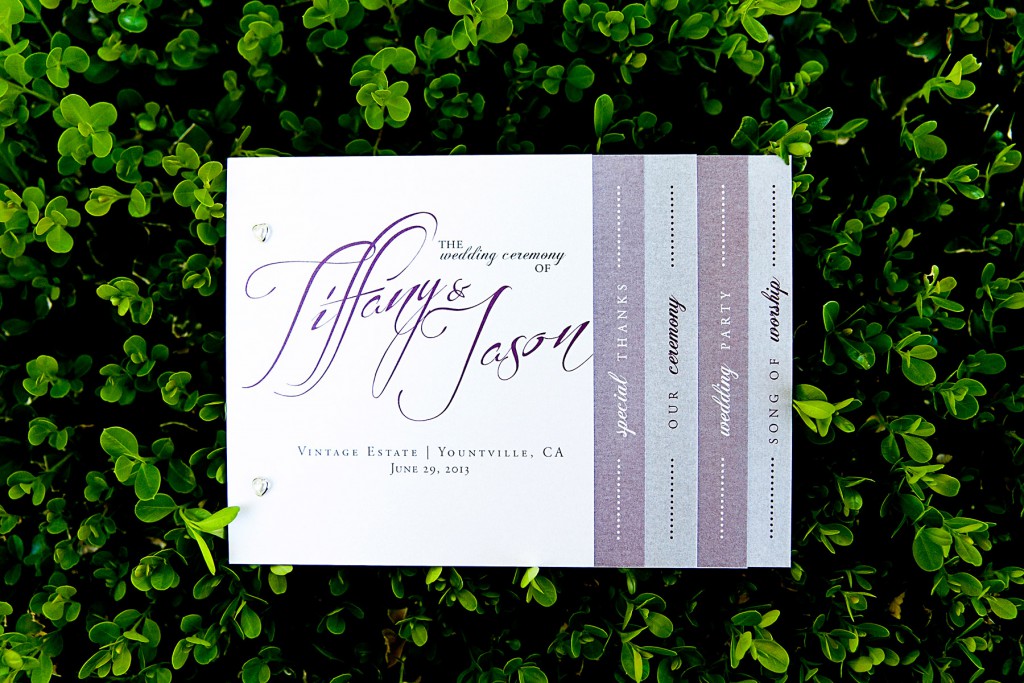 THE
wedding ceremony
OF
Tiffany &
Jason
VINTAGE ESTATE | YOUNTVILLE, CA
JUNE 29, 2013
special THANKS
OUR ceremony
wedding PARTY
SONG OF worship